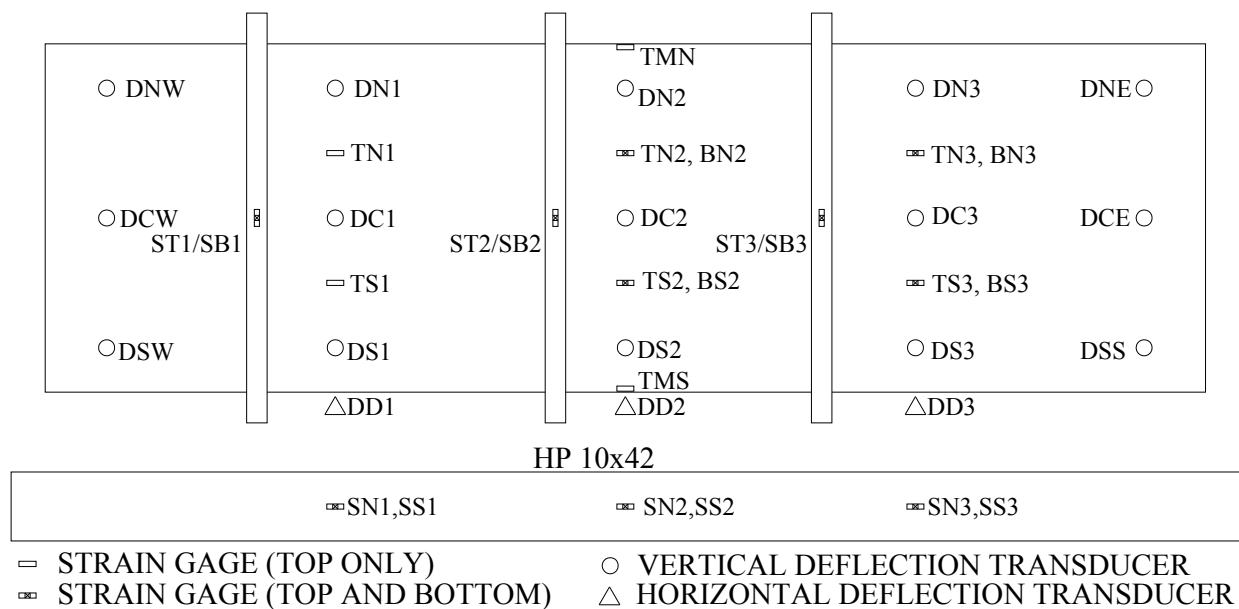 TMN
DNW DN1 DN2 DN3 DNE
TN1 TN2, BN2 TN3, BN3
DCW DC1 DC2 DC3 DCE
ST1/SB1 ST2/SB2 ST3/SB3
TS1 TS2, BS2 TS3, BS3
DSW DS1 DS2 DS3 DSS
TMS
DD1 DD2 DD3
HP 10x42
SN1,SS1 SN2,SS2 SN3,SS3
STRAIN GAGE (TOP ONLY) VERTICAL DEFLECTION TRANSDUCER
STRAIN GAGE (TOP AND BOTTOM) HORIZONTAL DEFLECTION TRANSDUCER